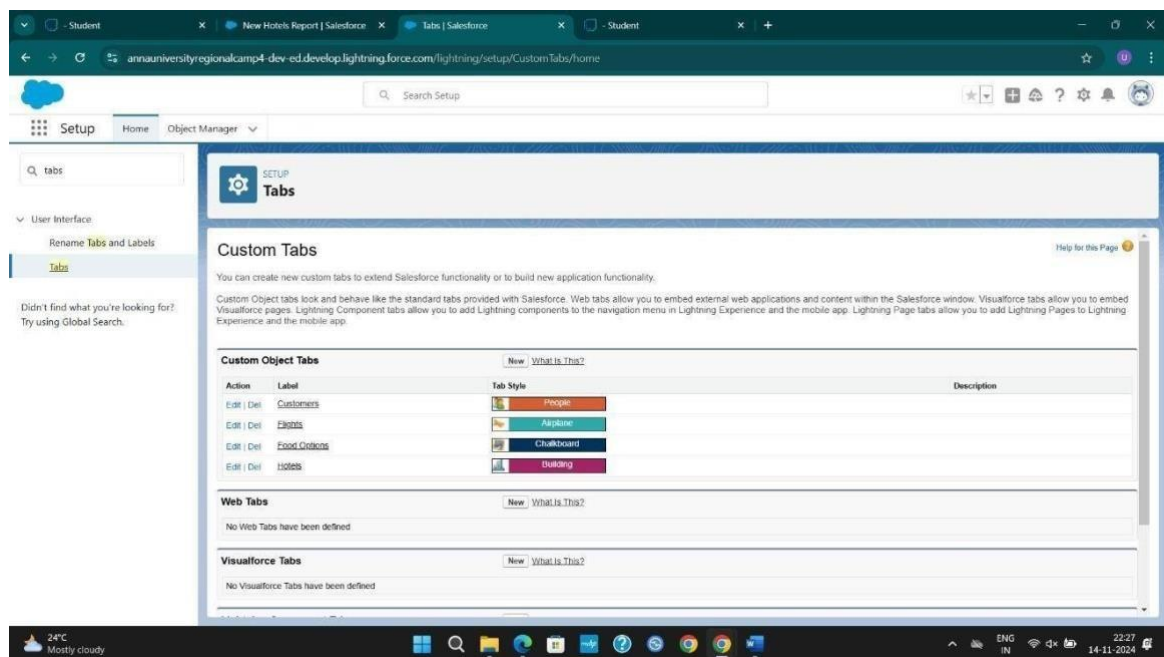 - Student
New Hotels Report | Salesforce
Tabs | Salesforce
- Student
annauniversityregionalcamp4-dev-ed.develop.lightning.force.com/lightning/setup/CustomTabs/home
U
Search Setup
Setup
Home
Object Manager
tabs
User Interface
Rename Tabs and Labels
Tabs
Didn't find what you're looking for?
Try using Global Search.
SETUP
Tabs
Custom Tabs
Help for this Page
You can create new custom tabs to extend Salesforce functionality or to build new application functionality.
Custom Object tabs look and behave like the standard tabs provided with Salesforce. Web tabs allow you to embed external web applications and content within the Salesforce window. Visualforce tabs allow you to embed
Visualforce pages. Lightning Component tabs allow you to add Lightning components to the navigation menu in Lightning Experience and the mobile app. Lightning Page tabs allow you to add Lightning Pages to Lightning
Experience and the mobile app.
Custom Object Tabs New What Is This?
Action Label Tab Style Description
Edit | Del Customers People
Edit | Del Flights Airplane
Edit | Del Food Options Chalkboard
Edit | Del Hotels Building
Web Tabs New What Is This?
No Web Tabs have been defined
Visualforce Tabs New What Is This?
No Visualforce Tabs have been defined
24°C
Mostly cloudy
ENG
IN
22:27
14-11-2024